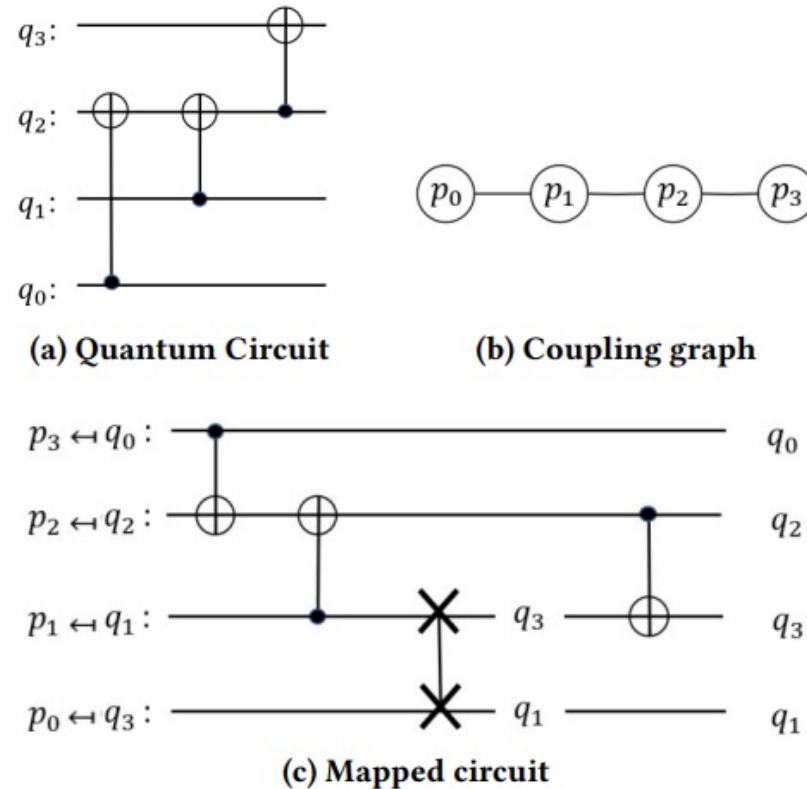 q₃:
q₂:
q₁:
q₀:
(a) Quantum Circuit
p₀ p₁ p₂ p₃
(b) Coupling graph
p₃ ↤ q₀ : q₀
p₂ ↤ q₂ : q₂
p₁ ↤ q₁ : q₃ q₃
p₀ ↤ q₃ : q₁ q₁
(c) Mapped circuit